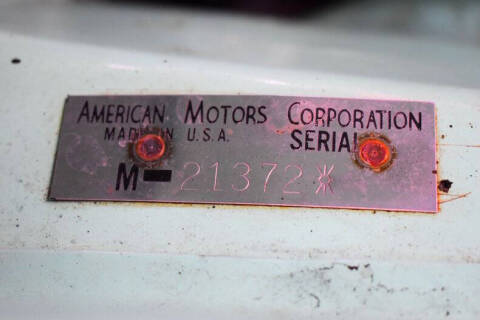 AMERICAN MOTORS CORPORATION
MADE IN U.S.A. SERIAL
M-21372*